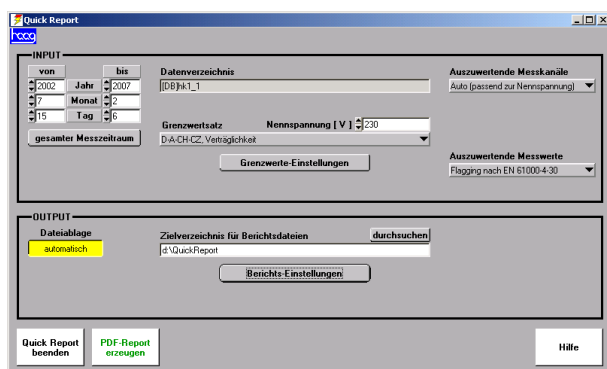 Quick Report
haag
INPUT
von bis
2002 Jahr 2007
7 Monat 2
15 Tag 6
gesamter Messzeitraum
Datenverzeichnis
[DB]hk1_1
Grenzwertsatz Nennspannung [ V ] 230
D-A-CH-CZ, Verträglichkeit
Grenzwerte-Einstellungen
Auszuwertende Messkanäle
Auto (passend zur Nennspannung)
Auszuwertende Messwerte
Flagging nach EN 61000-4-30
OUTPUT
Dateiablage
automatisch
Zielverzeichnis für Berichtsdateien durchsuchen
d:\QuickReport
Berichts-Einstellungen
Quick Report
beenden
PDF-Report
erzeugen
Hilfe